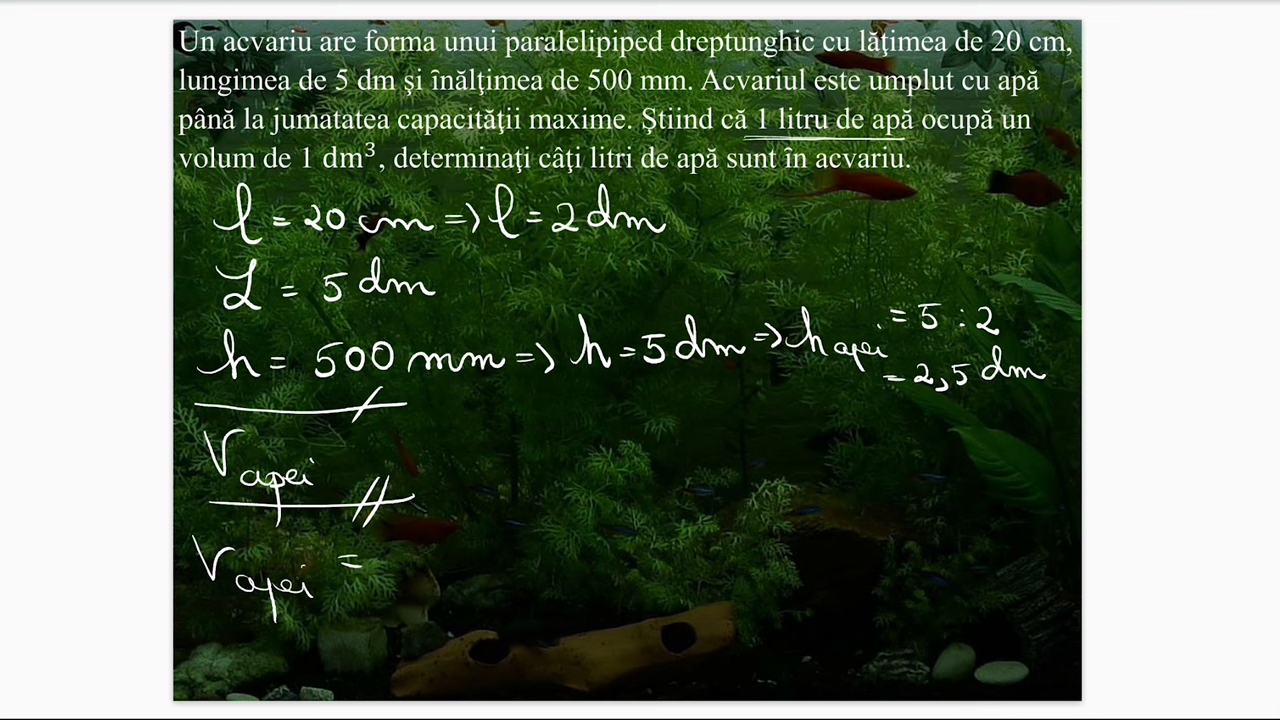 Un acvariu are forma unui paralelipiped dreptunghic cu lăţimea de 20 cm,
lungimea de 5 dm şi înălţimea de 500 mm. Acvariul este umplut cu apă
până la jumatatea capacităţii maxime. Ştiind că 1 litru de apă ocupă un
volum de 1 dm³, determinaţi câţi litri de apă sunt în acvariu.
l = 20 cm => l = 2 dm
L = 5 dm
h = 500 mm => h = 5 dm => h apei = 5 : 2
= 2,5 dm
V apei
V apei =